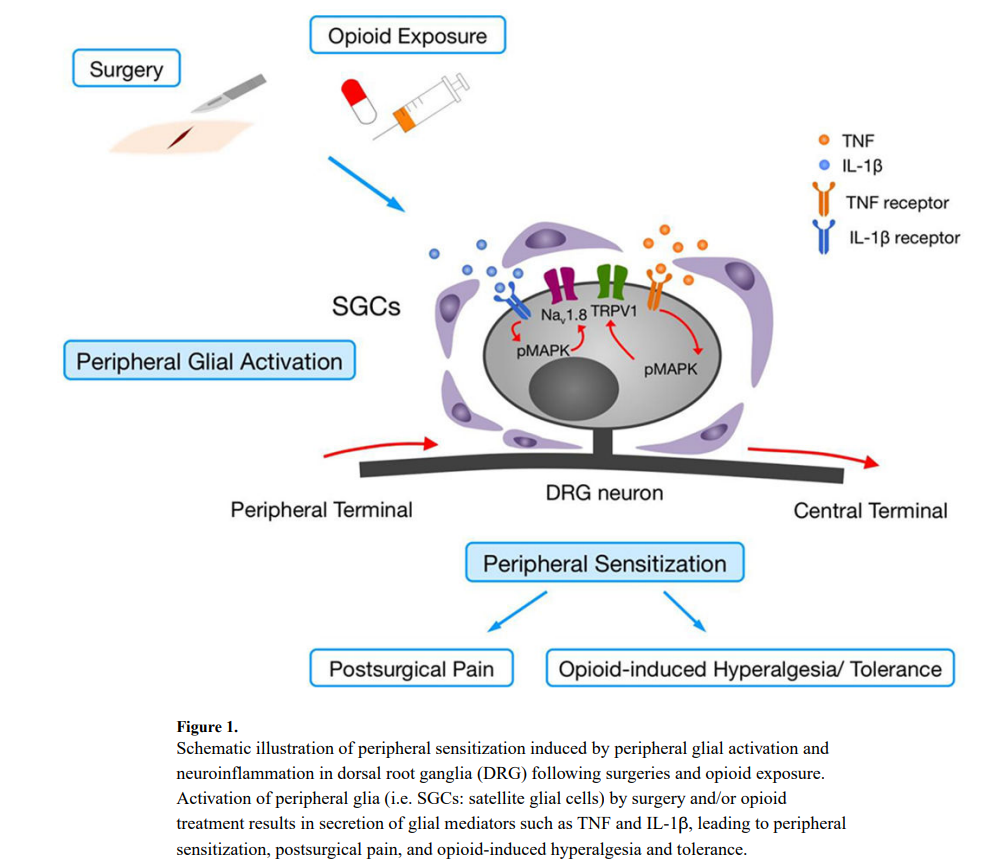 Opioid Exposure
Surgery
TNF
IL-1β
TNF receptor
IL-1β receptor
SGCs
Nav1.8 TRPV1
pMAPK
pMAPK
Peripheral Glial Activation
DRG neuron
Peripheral Terminal
Central Terminal
Peripheral Sensitization
Postsurgical Pain
Opioid-induced Hyperalgesia/ Tolerance
Figure 1.
Schematic illustration of peripheral sensitization induced by peripheral glial activation and
neuroinflammation in dorsal root ganglia (DRG) following surgeries and opioid exposure.
Activation of peripheral glia (i.e. SGCs: satellite glial cells) by surgery and/or opioid
treatment results in secretion of glial mediators such as TNF and IL-1β, leading to peripheral
sensitization, postsurgical pain, and opioid-induced hyperalgesia and tolerance.